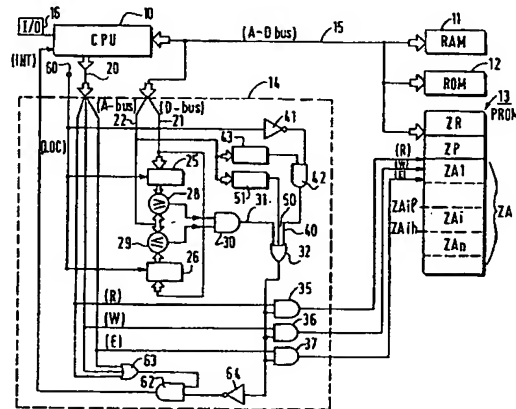 16
I/O
10
CPU
(INT)
60
20
(A-D bus)
15
11
RAM
12
ROM
13
PROM
14
(A-bus)
(D-bus)
22
21
(LOC)
41
43
42
51
25
28
29
26
30
31
50
40
32
ZR
ZP
ZA1
ZAiP
ZAi
ZAih
ZAn
ZA
(R)
(W)
(E)
(R)
(W)
(E)
35
36
37
63
62
64